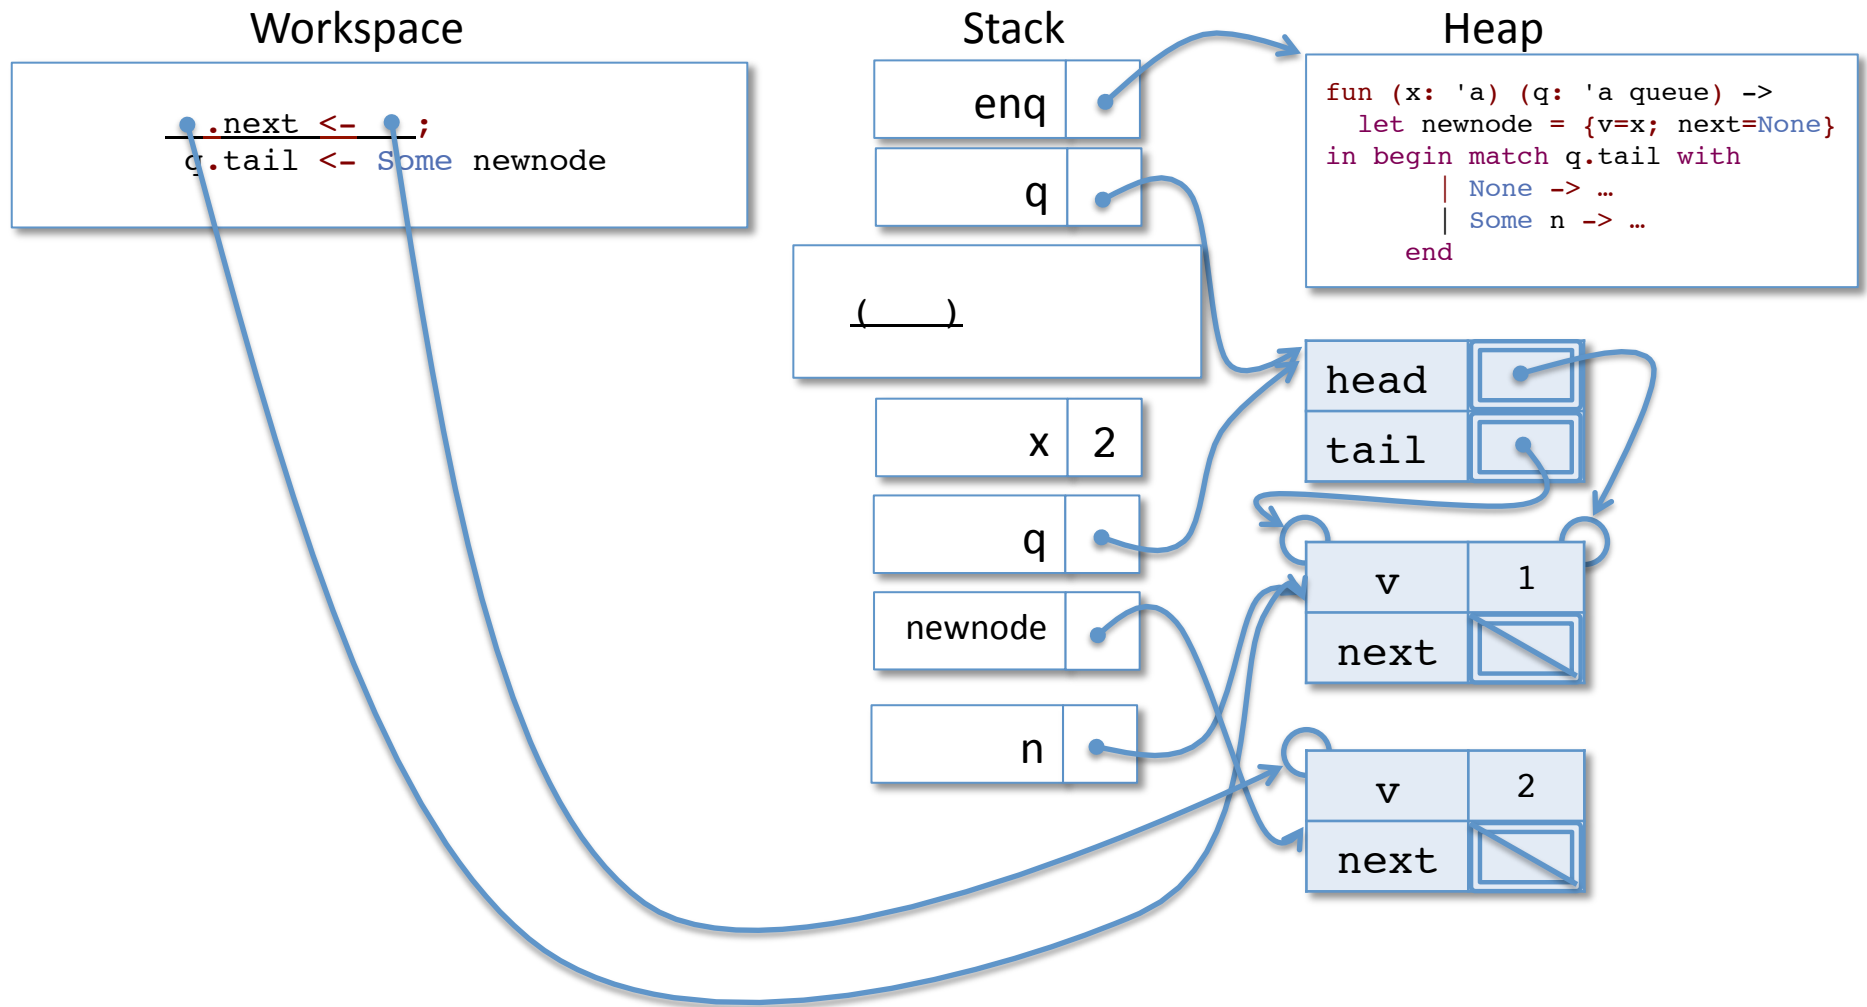 Workspace
Stack
Heap
.next <- ;
q.tail <- Some newnode
enq
q
(    )
x 2
q
newnode
n
fun (x: 'a) (q: 'a queue) ->
let newnode = {v=x; next=None}
in begin match q.tail with
| None -> …
| Some n -> …
end
head
tail
v 1
next
v 2
next